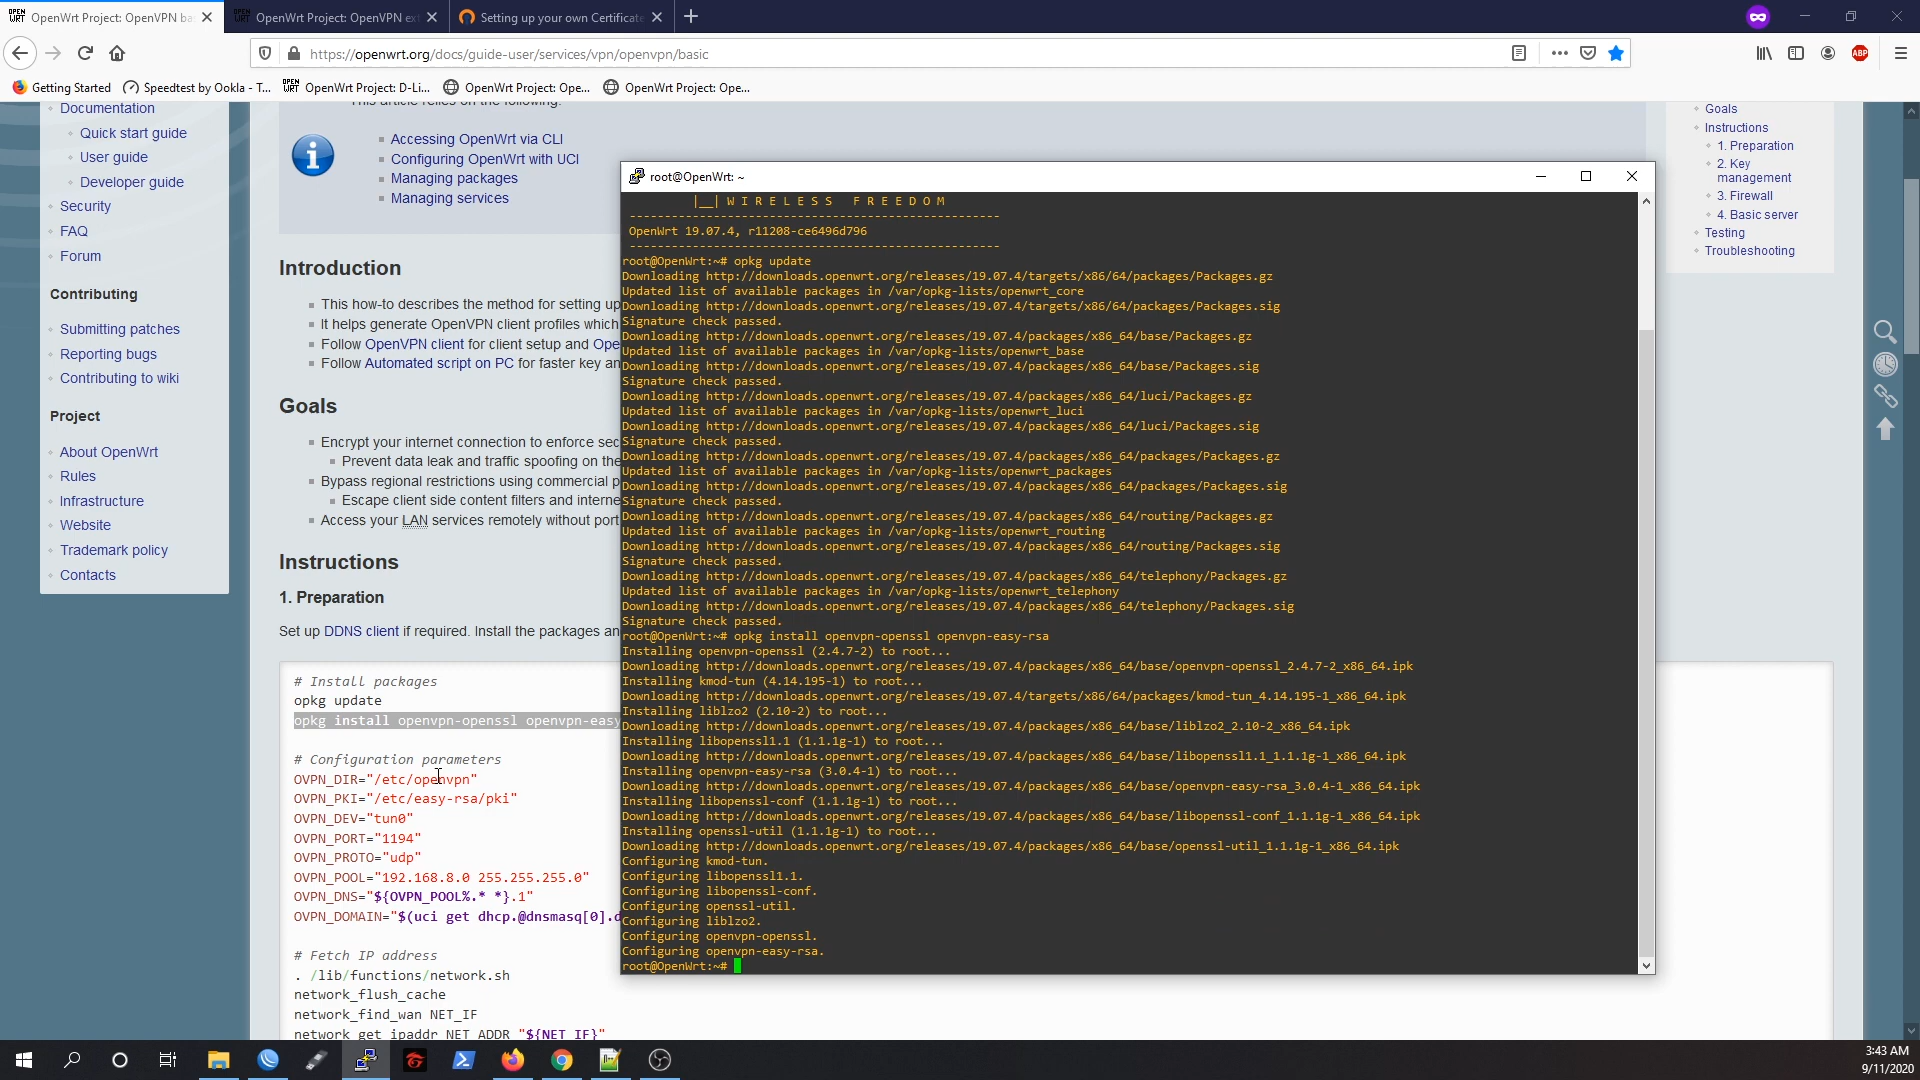 OpenWrt Project: OpenVPN ba
OpenWrt Project: OpenVPN ex
Setting up your own Certificate
https://openwrt.org/docs/guide-user/services/vpn/openvpn/basic
ABP
Getting Started
Speedtest by Ookla - T...
OpenWrt Project: D-Li...
OpenWrt Project: Ope...
OpenWrt Project: Ope...
Documentation
Quick start guide
User guide
Developer guide
Security
FAQ
Forum
Contributing
Submitting patches
Reporting bugs
Contributing to wiki
Project
About OpenWrt
Rules
Infrastructure
Website
Trademark policy
Contacts
This article relies on the following:
Accessing OpenWrt via CLI
Configuring OpenWrt with UCI
Managing packages
Managing services
Introduction
This how-to describes the method for setting up
It helps generate OpenVPN client profiles which
Follow OpenVPN client for client setup and Ope
Follow Automated script on PC for faster key an
Goals
Encrypt your internet connection to enforce sec
Prevent data leak and traffic spoofing on the
Bypass regional restrictions using commercial p
Escape client side content filters and interne
Access your LAN services remotely without port
Instructions
1. Preparation
Set up DDNS client if required. Install the packages an
# Install packages
opkg update
opkg install openvpn-openssl openvpn-easy
# Configuration parameters
OVPN_DIR="/etc/openvpn"
OVPN_PKI="/etc/easy-rsa/pki"
OVPN_DEV="tun0"
OVPN_PORT="1194"
OVPN_PROTO="udp"
OVPN_POOL="192.168.8.0 255.255.255.0"
OVPN_DNS="${OVPN_POOL%.* *}.1"
OVPN_DOMAIN="$(uci get dhcp.@dnsmasq[0].d
# Fetch IP address
. /lib/functions/network.sh
network_flush_cache
network_find_wan NET_IF
network_get_ipaddr NET_ADDR "${NET_IF}"
Goals
Instructions
1. Preparation
2. Key
management
3. Firewall
4. Basic server
Testing
Troubleshooting
root@OpenWrt: ~
|__| W I R E L E S S   F R E E D O M
-----------------------------------------------------
OpenWrt 19.07.4, r11208-ce6496d796
-----------------------------------------------------
root@OpenWrt:~# opkg update
Downloading http://downloads.openwrt.org/releases/19.07.4/targets/x86/64/packages/Packages.gz
Updated list of available packages in /var/opkg-lists/openwrt_core
Downloading http://downloads.openwrt.org/releases/19.07.4/targets/x86/64/packages/Packages.sig
Signature check passed.
Downloading http://downloads.openwrt.org/releases/19.07.4/packages/x86_64/base/Packages.gz
Updated list of available packages in /var/opkg-lists/openwrt_base
Downloading http://downloads.openwrt.org/releases/19.07.4/packages/x86_64/base/Packages.sig
Signature check passed.
Downloading http://downloads.openwrt.org/releases/19.07.4/packages/x86_64/luci/Packages.gz
Updated list of available packages in /var/opkg-lists/openwrt_luci
Downloading http://downloads.openwrt.org/releases/19.07.4/packages/x86_64/luci/Packages.sig
Signature check passed.
Downloading http://downloads.openwrt.org/releases/19.07.4/packages/x86_64/packages/Packages.gz
Updated list of available packages in /var/opkg-lists/openwrt_packages
Downloading http://downloads.openwrt.org/releases/19.07.4/packages/x86_64/packages/Packages.sig
Signature check passed.
Downloading http://downloads.openwrt.org/releases/19.07.4/packages/x86_64/routing/Packages.gz
Updated list of available packages in /var/opkg-lists/openwrt_routing
Downloading http://downloads.openwrt.org/releases/19.07.4/packages/x86_64/routing/Packages.sig
Signature check passed.
Downloading http://downloads.openwrt.org/releases/19.07.4/packages/x86_64/telephony/Packages.gz
Updated list of available packages in /var/opkg-lists/openwrt_telephony
Downloading http://downloads.openwrt.org/releases/19.07.4/packages/x86_64/telephony/Packages.sig
Signature check passed.
root@OpenWrt:~# opkg install openvpn-openssl openvpn-easy-rsa
Installing openvpn-openssl (2.4.7-2) to root...
Downloading http://downloads.openwrt.org/releases/19.07.4/packages/x86_64/base/openvpn-openssl_2.4.7-2_x86_64.ipk
Installing kmod-tun (4.14.195-1) to root...
Downloading http://downloads.openwrt.org/releases/19.07.4/targets/x86/64/packages/kmod-tun_4.14.195-1_x86_64.ipk
Installing liblzo2 (2.10-2) to root...
Downloading http://downloads.openwrt.org/releases/19.07.4/packages/x86_64/base/liblzo2_2.10-2_x86_64.ipk
Installing libopenssl1.1 (1.1.1g-1) to root...
Downloading http://downloads.openwrt.org/releases/19.07.4/packages/x86_64/base/libopenssl1.1_1.1.1g-1_x86_64.ipk
Installing openvpn-easy-rsa (3.0.4-1) to root...
Downloading http://downloads.openwrt.org/releases/19.07.4/packages/x86_64/base/openvpn-easy-rsa_3.0.4-1_x86_64.ipk
Installing libopenssl-conf (1.1.1g-1) to root...
Downloading http://downloads.openwrt.org/releases/19.07.4/packages/x86_64/base/libopenssl-conf_1.1.1g-1_x86_64.ipk
Installing openssl-util (1.1.1g-1) to root...
Downloading http://downloads.openwrt.org/releases/19.07.4/packages/x86_64/base/openssl-util_1.1.1g-1_x86_64.ipk
Configuring kmod-tun.
Configuring libopenssl1.1.
Configuring libopenssl-conf.
Configuring openssl-util.
Configuring liblzo2.
Configuring openvpn-openssl.
Configuring openvpn-easy-rsa.
root@OpenWrt:~#
3:43 AM
9/11/2020